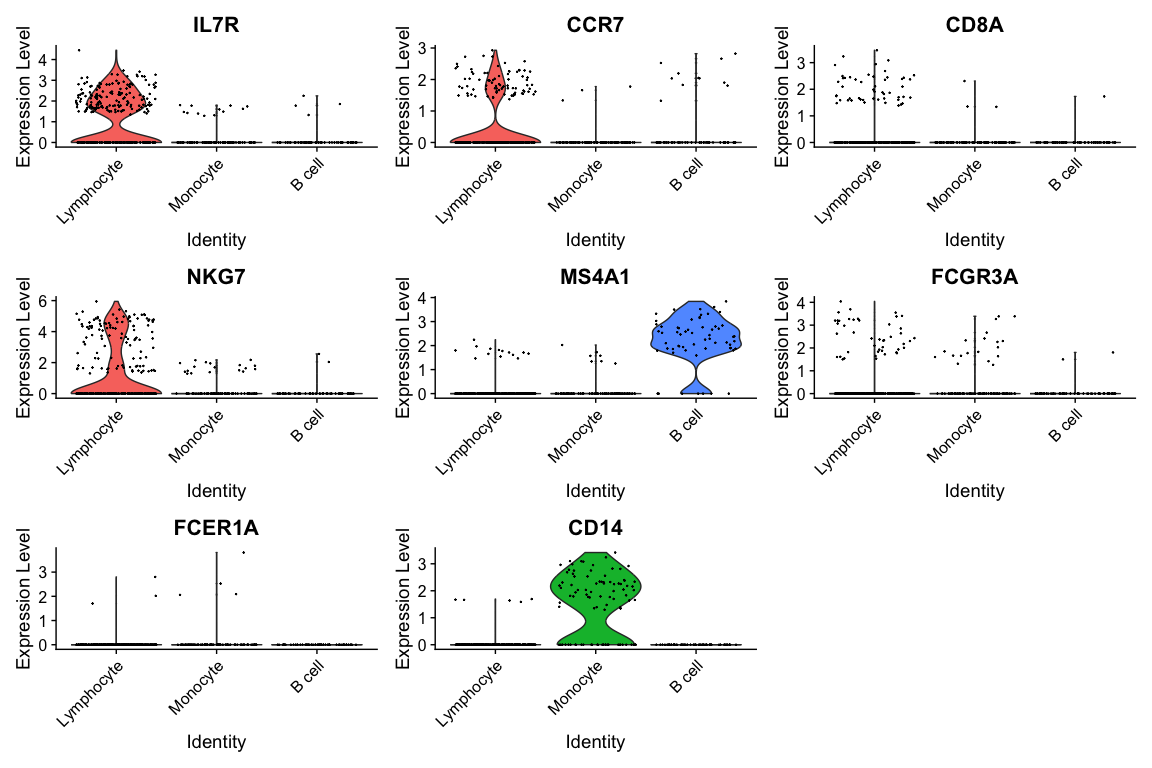 IL7R
Expression Level
4
3
2
1
0
Lymphocyte
Monocyte
B cell
Identity
CCR7
Expression Level
3
2
1
0
Lymphocyte
Monocyte
B cell
Identity
CD8A
Expression Level
3
2
1
0
Lymphocyte
Monocyte
B cell
Identity
NKG7
Expression Level
6
4
2
0
Lymphocyte
Monocyte
B cell
Identity
MS4A1
Expression Level
4
3
2
1
0
Lymphocyte
Monocyte
B cell
Identity
FCGR3A
Expression Level
4
3
2
1
0
Lymphocyte
Monocyte
B cell
Identity
FCER1A
Expression Level
3
2
1
0
Lymphocyte
Monocyte
B cell
Identity
CD14
Expression Level
3
2
1
0
Lymphocyte
Monocyte
B cell
Identity